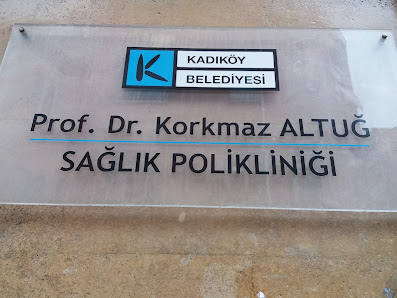 K
KADIKÖY
BELEDİYESİ
Prof. Dr. Korkmaz ALTUĞ
SAĞLIK POLİKLİNİĞİ